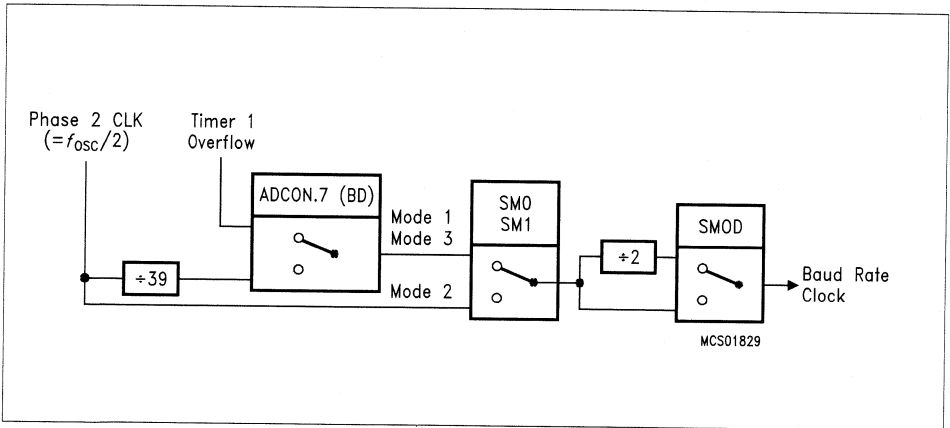 Phase 2 CLK
(=fOSC/2)
Timer 1
Overflow
ADCON.7 (BD)
÷39
Mode 1
Mode 3
Mode 2
SM0
SM1
÷2
SMOD
Baud Rate
Clock
MCS01829